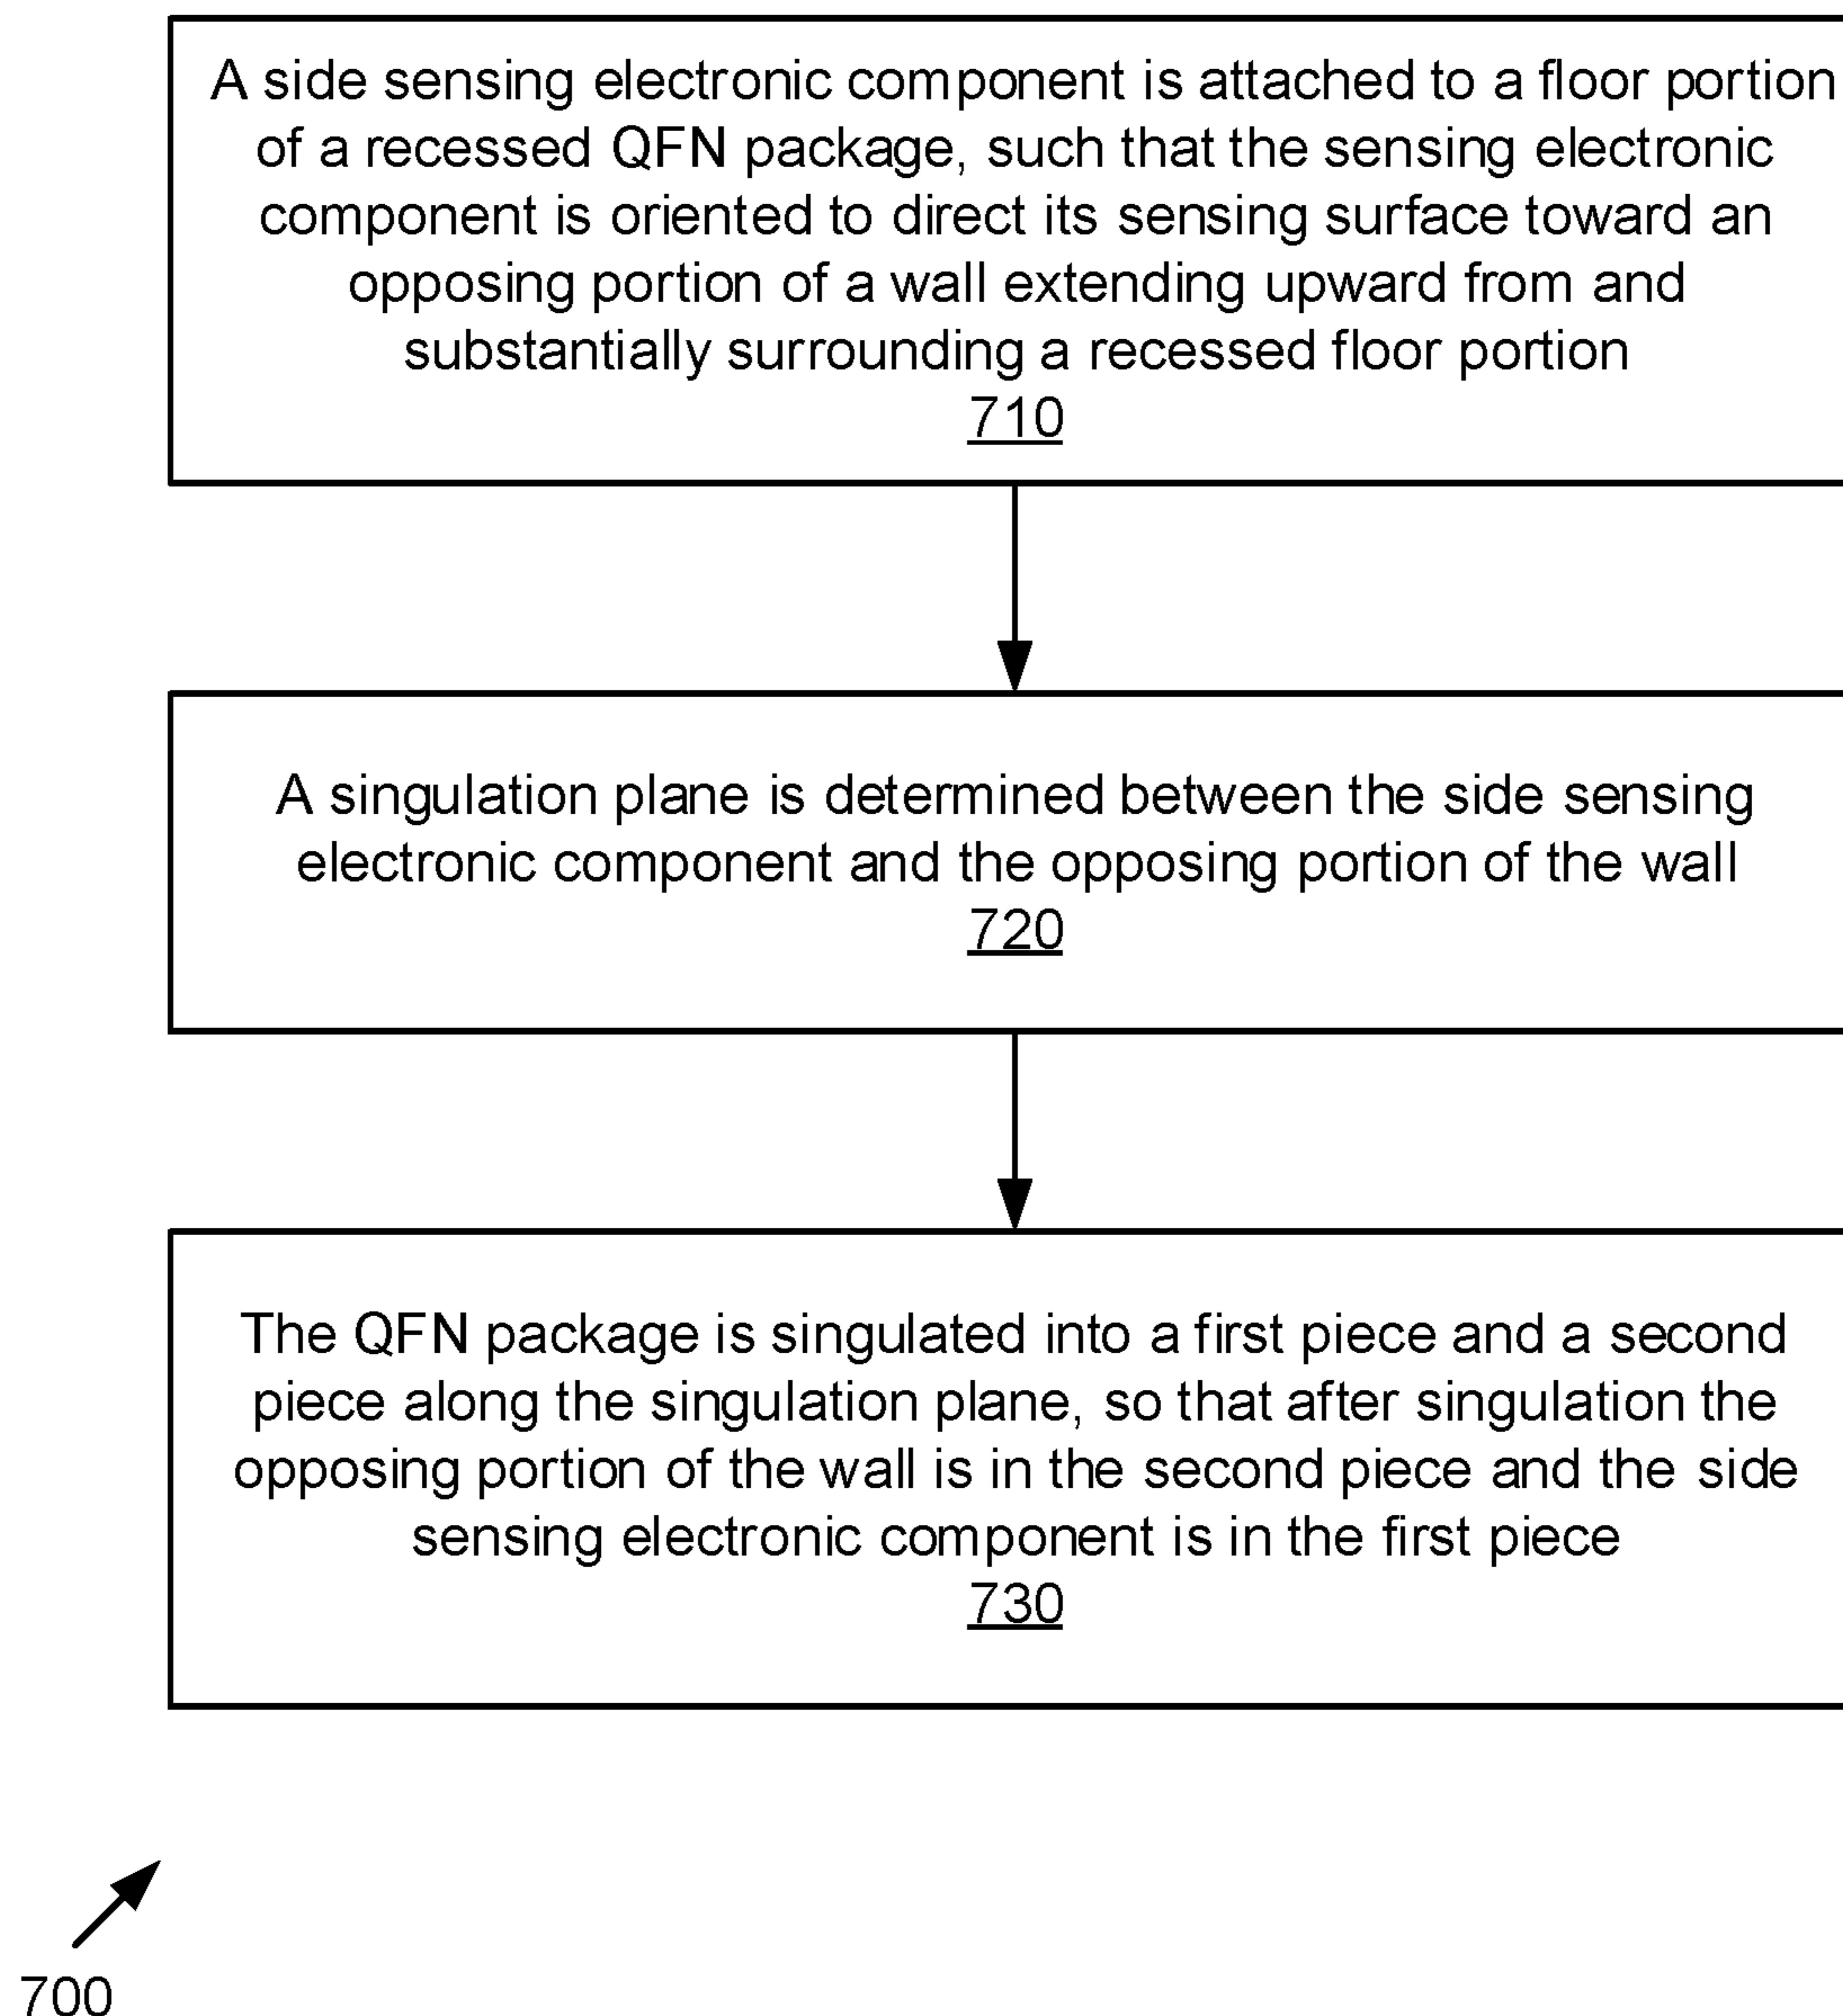 A side sensing electronic component is attached to a floor portion
of a recessed QFN package, such that the sensing electronic
component is oriented to direct its sensing surface toward an
opposing portion of a wall extending upward from and
substantially surrounding a recessed floor portion
710
A singulation plane is determined between the side sensing
electronic component and the opposing portion of the wall
720
The QFN package is singulated into a first piece and a second
piece along the singulation plane, so that after singulation the
opposing portion of the wall is in the second piece and the side
sensing electronic component is in the first piece
730
700